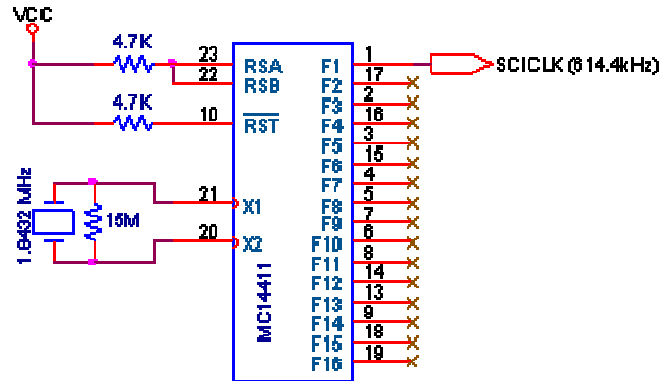 VCC
4.7K
4.7K
23 RSA
22 RSB
10 RST
21 X1
20 X2
1.8432 MHz
15M
MC14411
F1 1
F2 17
F3 2
F4 16
F5 3
F6 15
F7 4
F8 5
F9 7
F10 6
F11 8
F12 14
F13 13
F14 9
F15 18
F16 19
SCICLK (614.4kHz)